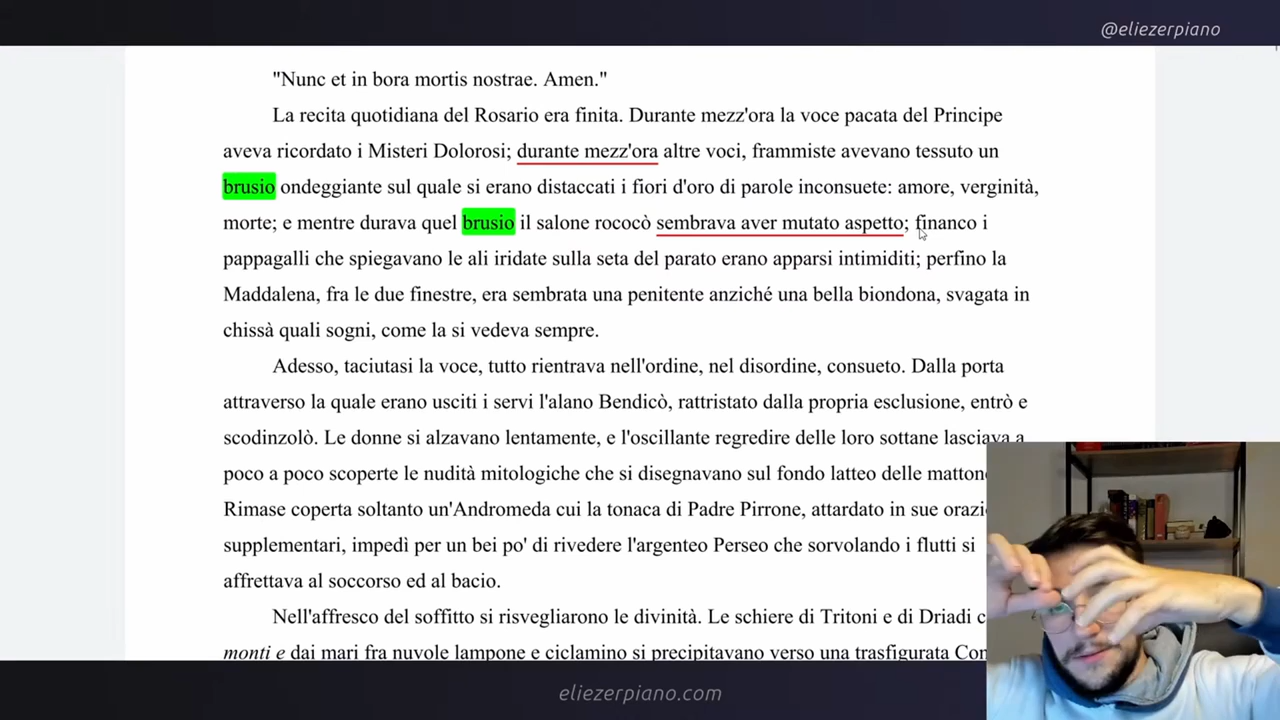 @eliezerpiano
"Nunc et in bora mortis nostrae. Amen."
La recita quotidiana del Rosario era finita. Durante mezz'ora la voce pacata del Principe
aveva ricordato i Misteri Dolorosi; durante mezz'ora altre voci, frammiste avevano tessuto un
brusio ondeggiante sul quale si erano distaccati i fiori d'oro di parole inconsuete: amore, verginità,
morte; e mentre durava quel brusio il salone rococò sembrava aver mutato aspetto; financo i
pappagalli che spiegavano le ali iridate sulla seta del parato erano apparsi intimiditi; perfino la
Maddalena, fra le due finestre, era sembrata una penitente anziché una bella biondona, svagata in
chissà quali sogni, come la si vedeva sempre.
Adesso, taciutasi la voce, tutto rientrava nell'ordine, nel disordine, consueto. Dalla porta
attraverso la quale erano usciti i servi l'alano Bendicò, rattristato dalla propria esclusione, entrò e
scodinzolò. Le donne si alzavano lentamente, e l'oscillante regredire delle loro sottane lasciava a
poco a poco scoperte le nudità mitologiche che si disegnavano sul fondo latteo delle
Rimase coperta soltanto un'Andromeda cui la tonaca di Padre Pirrone, attardato in sue
supplementari, impedì per un bei po' di rivedere l'argenteo Perseo che sorvolando i flutti si
affrettava al soccorso ed al bacio.
Nell'affresco del soffitto si risvegliarono le divinità. Le schiere di Tritoni e di Driadi
monti e dai mari fra nuvole lampone e ciclamino si precipitavano verso una trasfigurata
eliezerpiano.com